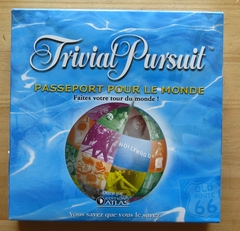 Trivial Pursuit
PASSEPORT POUR LE MONDE
Faites votre tour du monde !
HOLLYWOOD
OLD
66
ATLAS
Vous savez que vous le savez